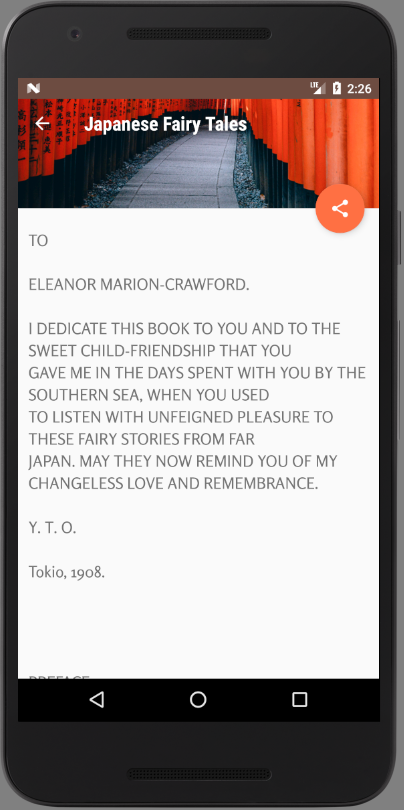 LTE 2:26
Japanese Fairy Tales
TO
ELEANOR MARION-CRAWFORD.
I DEDICATE THIS BOOK TO YOU AND TO THE
SWEET CHILD-FRIENDSHIP THAT YOU
GAVE ME IN THE DAYS SPENT WITH YOU BY THE
SOUTHERN SEA, WHEN YOU USED
TO LISTEN WITH UNFEIGNED PLEASURE TO
THESE FAIRY STORIES FROM FAR
JAPAN. MAY THEY NOW REMIND YOU OF MY
CHANGELESS LOVE AND REMEMBRANCE.
Y. T. O.
Tokio, 1908.
PREFACE